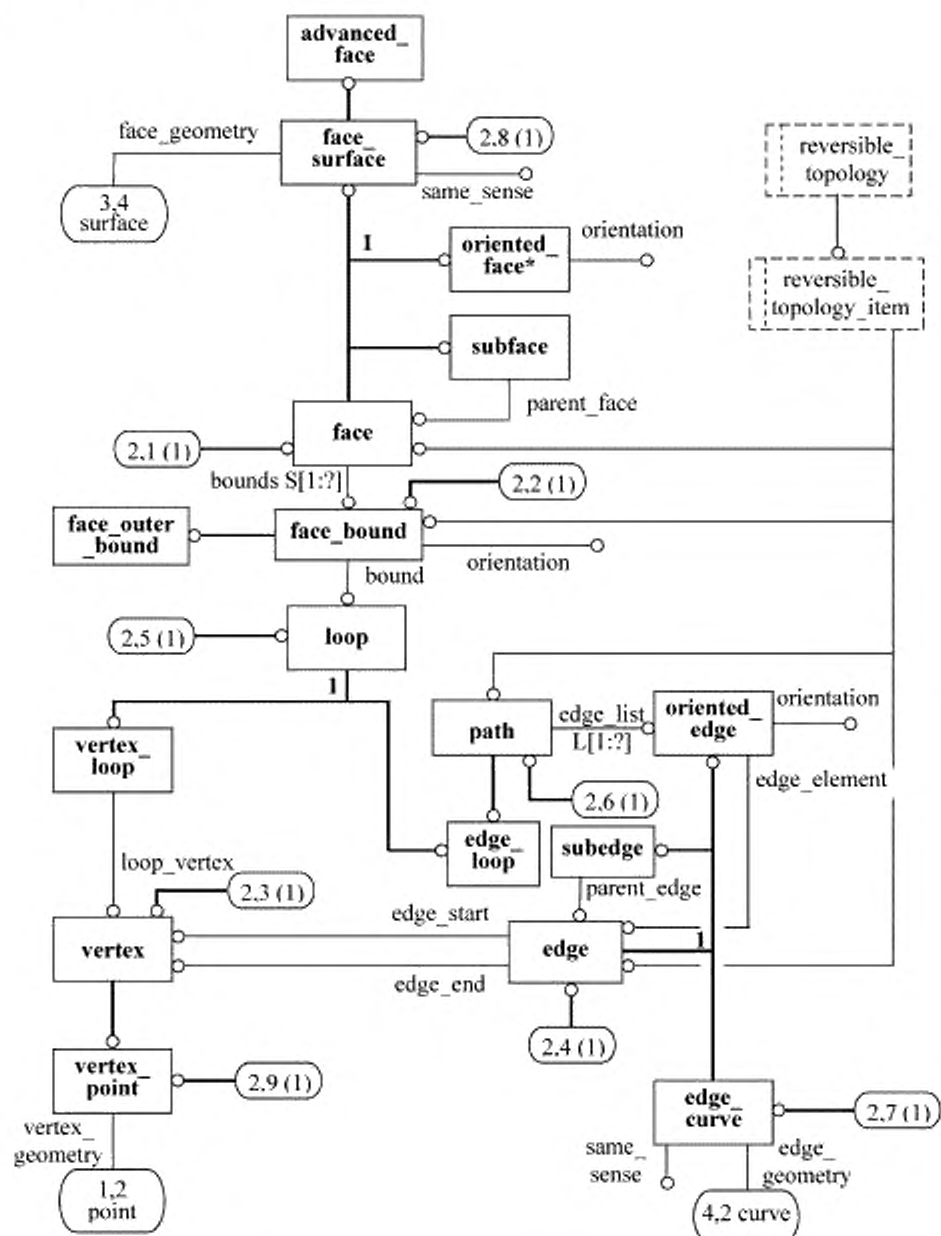 advanced_
face
face_geometry
face_
surface
2,8 (1)
same_sense
3,4
surface
reversible_
topology
1
oriented_
face*
orientation
reversible_
topology_item
subface
parent_face
face
2,1 (1)
bounds S[1:?]
2,2 (1)
face_outer
_bound
face_bound
orientation
bound
2,5 (1)
loop
1
vertex_
loop
path
edge_list
L[1:?]
oriented_
edge
orientation
edge_element
2,6 (1)
edge_
loop
subedge
parent_edge
loop_vertex
2,3 (1)
edge_start
vertex
edge
1
edge_end
2,4 (1)
vertex_
point
2,9 (1)
edge_
curve
2,7 (1)
vertex_
geometry
same_
sense
edge_
geometry
1,2
point
4,2 curve